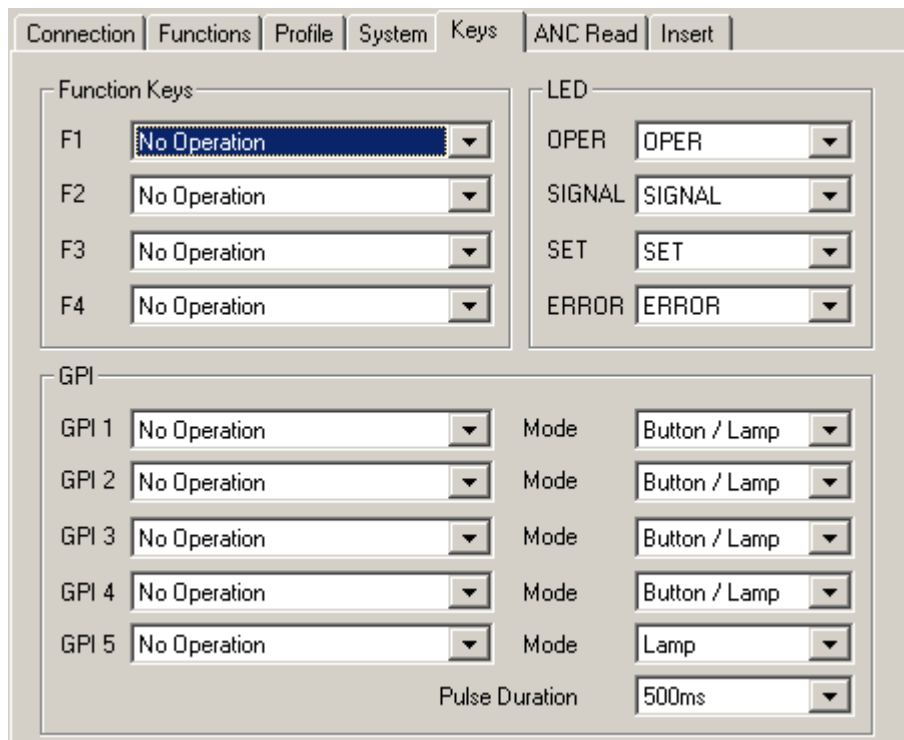 Connection Functions Profile System Keys ANC Read Insert
Function Keys
F1 No Operation
F2 No Operation
F3 No Operation
F4 No Operation
LED
OPER OPER
SIGNAL SIGNAL
SET SET
ERROR ERROR
GPI
GPI 1 No Operation Mode Button / Lamp
GPI 2 No Operation Mode Button / Lamp
GPI 3 No Operation Mode Button / Lamp
GPI 4 No Operation Mode Button / Lamp
GPI 5 No Operation Mode Lamp
Pulse Duration 500ms